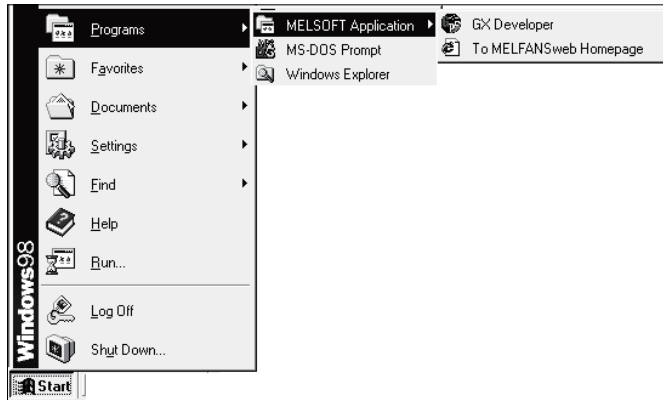 Programs
MELSOFT Application
GX Developer
MS-DOS Prompt
To MELFANSweb Homepage
Favorites
Windows Explorer
Documents
Settings
Find
Help
Run...
Log Off
Shut Down...
Windows98
Start